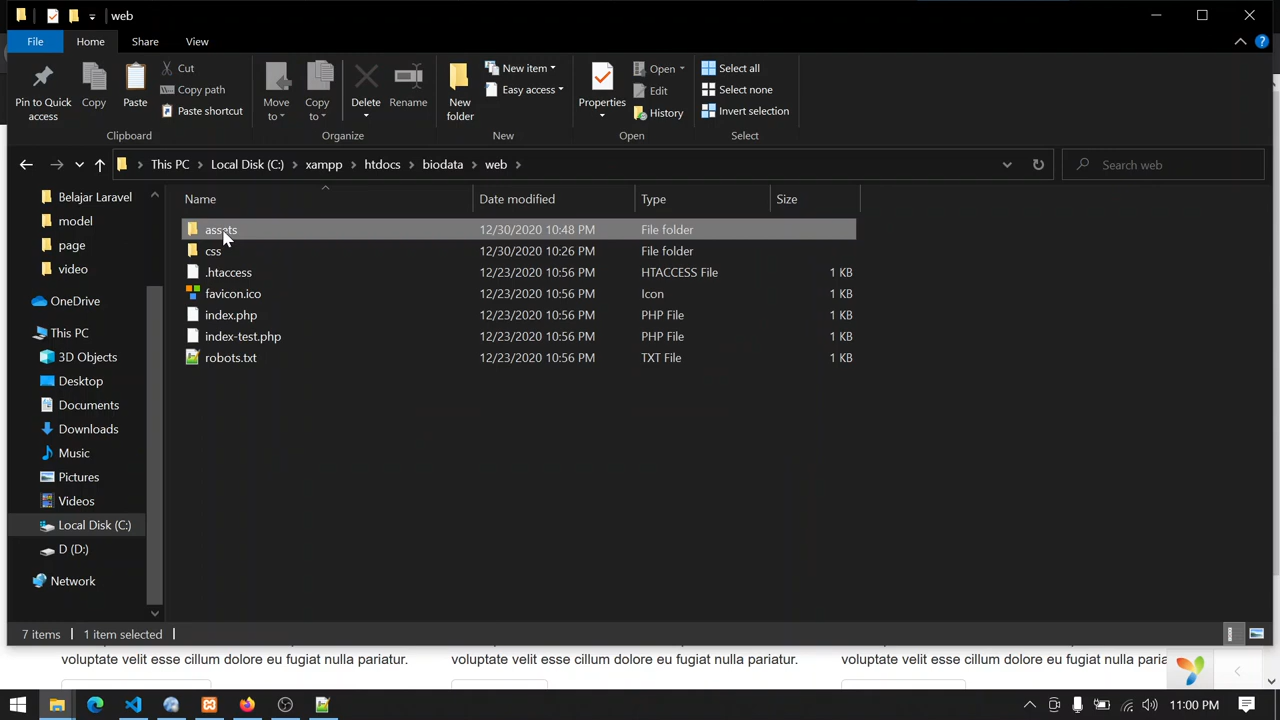 web
File Home Share View
Pin to Quick access
Copy
Paste
Cut
Copy path
Paste shortcut
Clipboard
Move to
Copy to
Delete
Rename
Organize
New folder
New item
Easy access
New
Properties
Open
Edit
History
Open
Select all
Select none
Invert selection
Select
This PC Local Disk (C:) xampp htdocs biodata web
Search web
Belajar Laravel
model
page
video
OneDrive
This PC
3D Objects
Desktop
Documents
Downloads
Music
Pictures
Videos
Local Disk (C:)
D (D:)
Network
Name Date modified Type Size
assets 12/30/2020 10:48 PM File folder
css 12/30/2020 10:26 PM File folder
.htaccess 12/23/2020 10:56 PM HTACCESS File 1 KB
favicon.ico 12/23/2020 10:56 PM Icon 1 KB
index.php 12/23/2020 10:56 PM PHP File 1 KB
index-test.php 12/23/2020 10:56 PM PHP File 1 KB
robots.txt 12/23/2020 10:56 PM TXT File 1 KB
7 items 1 item selected
voluptate velit esse cillum dolore eu fugiat nulla pariatur. voluptate velit esse cillum dolore eu fugiat nulla pariatur. voluptate velit esse cillum dolore eu fugiat nulla paria
11:00 PM